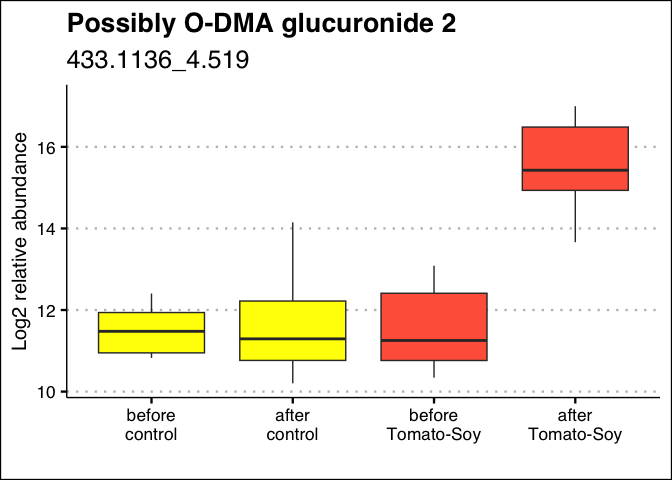 Possibly O-DMA glucuronide 2
433.1136_4.519
Log2 relative abundance
16
14
12
10
before
control
after
control
before
Tomato-Soy
after
Tomato-Soy